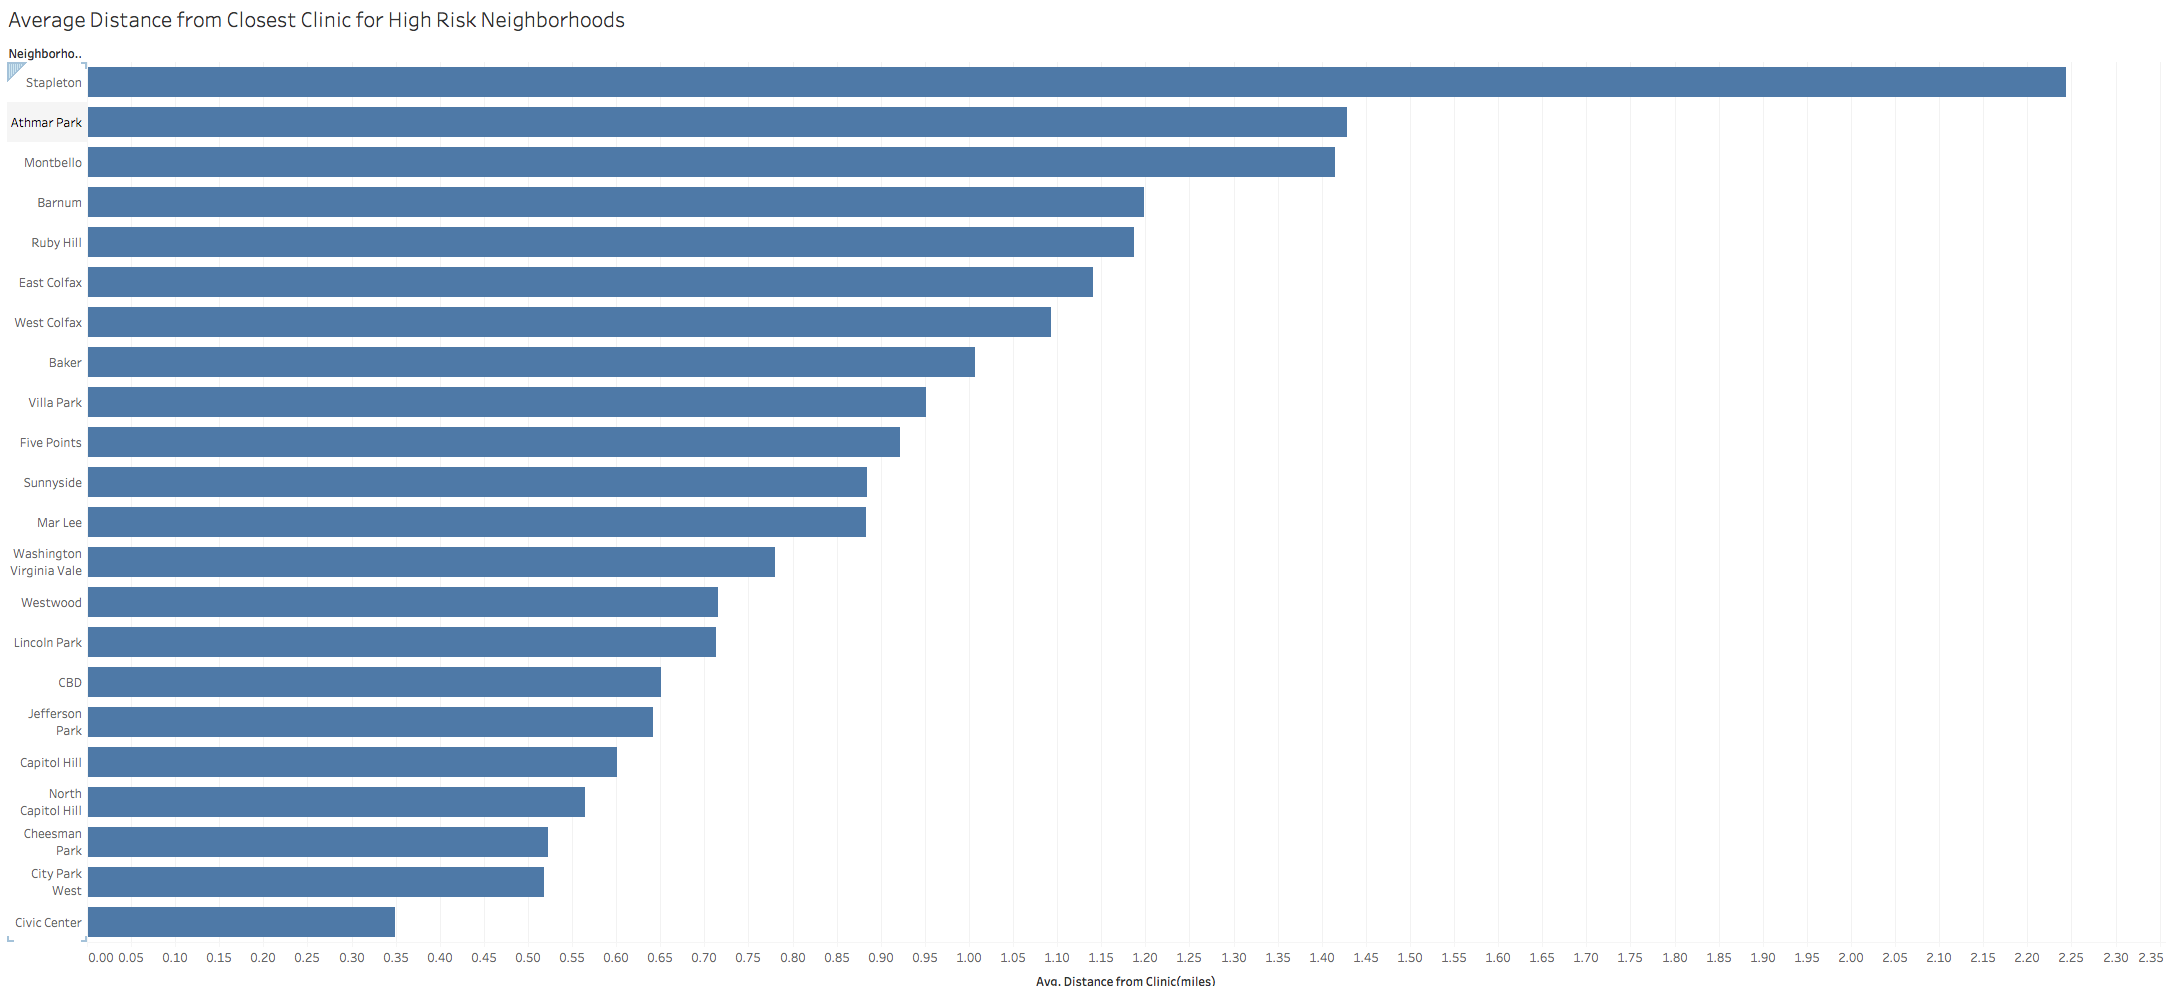 Average Distance from Closest Clinic for High Risk Neighborhoods
Neighborho..
Stapleton
Athmar Park
Montbello
Barnum
Ruby Hill
East Colfax
West Colfax
Baker
Villa Park
Five Points
Sunnyside
Mar Lee
Washington
Virginia Vale
Westwood
Lincoln Park
CBD
Jefferson
Park
Capitol Hill
North
Capitol Hill
Cheesman
Park
City Park
West
Civic Center
0.00 0.05 0.10 0.15 0.20 0.25 0.30 0.35 0.40 0.45 0.50 0.55 0.60 0.65 0.70 0.75 0.80 0.85 0.90 0.95 1.00 1.05 1.10 1.15 1.20 1.25 1.30 1.35 1.40 1.45 1.50 1.55 1.60 1.65 1.70 1.75 1.80 1.85 1.90 1.95 2.00 2.05 2.10 2.15 2.20 2.25 2.30 2.35
Avg. Distance from Clinic(miles)